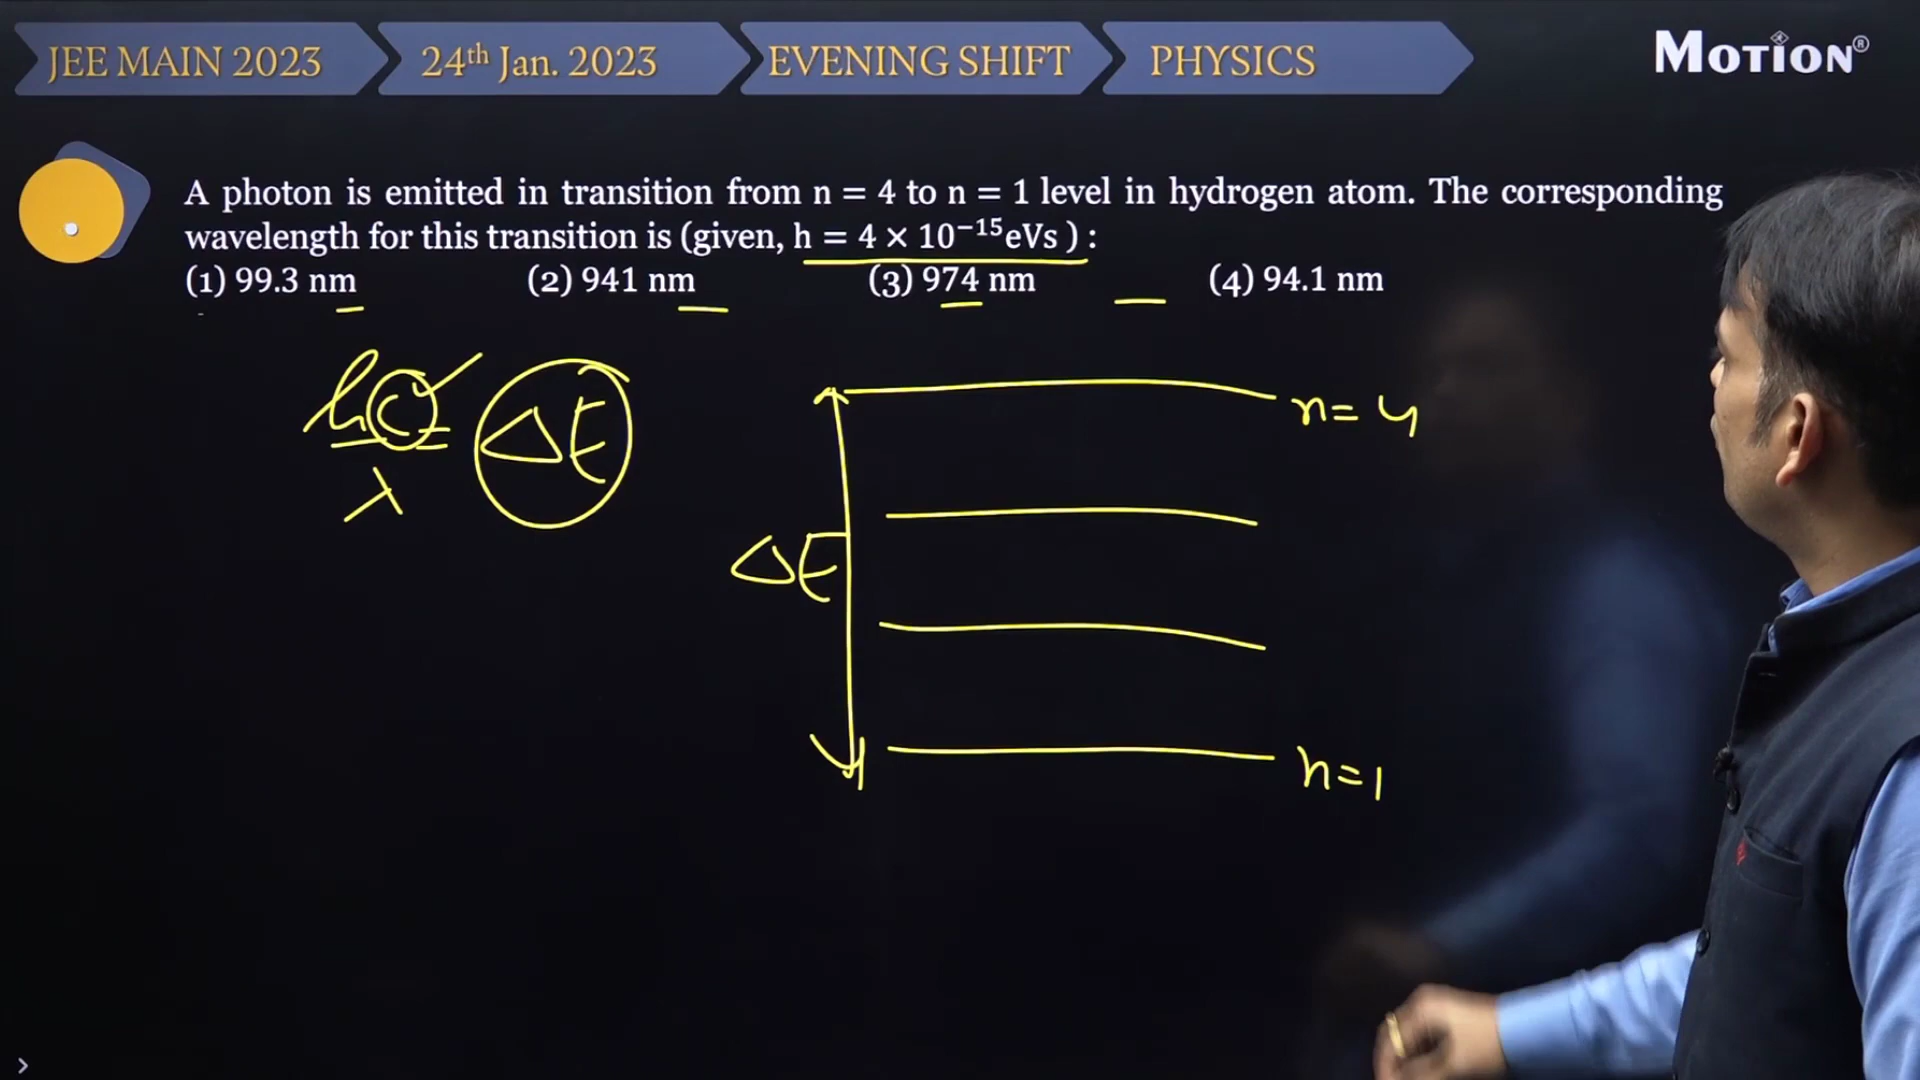 JEE MAIN 2023 24th Jan. 2023 EVENING SHIFT PHYSICS MOTION®
A photon is emitted in transition from n = 4 to n = 1 level in hydrogen atom. The corresponding
wavelength for this transition is (given, h = 4 × 10⁻¹⁵eVs ) :
(1) 99.3 nm (2) 941 nm (3) 974 nm (4) 94.1 nm
hc/λ = ΔE
n=4
ΔE
n=1